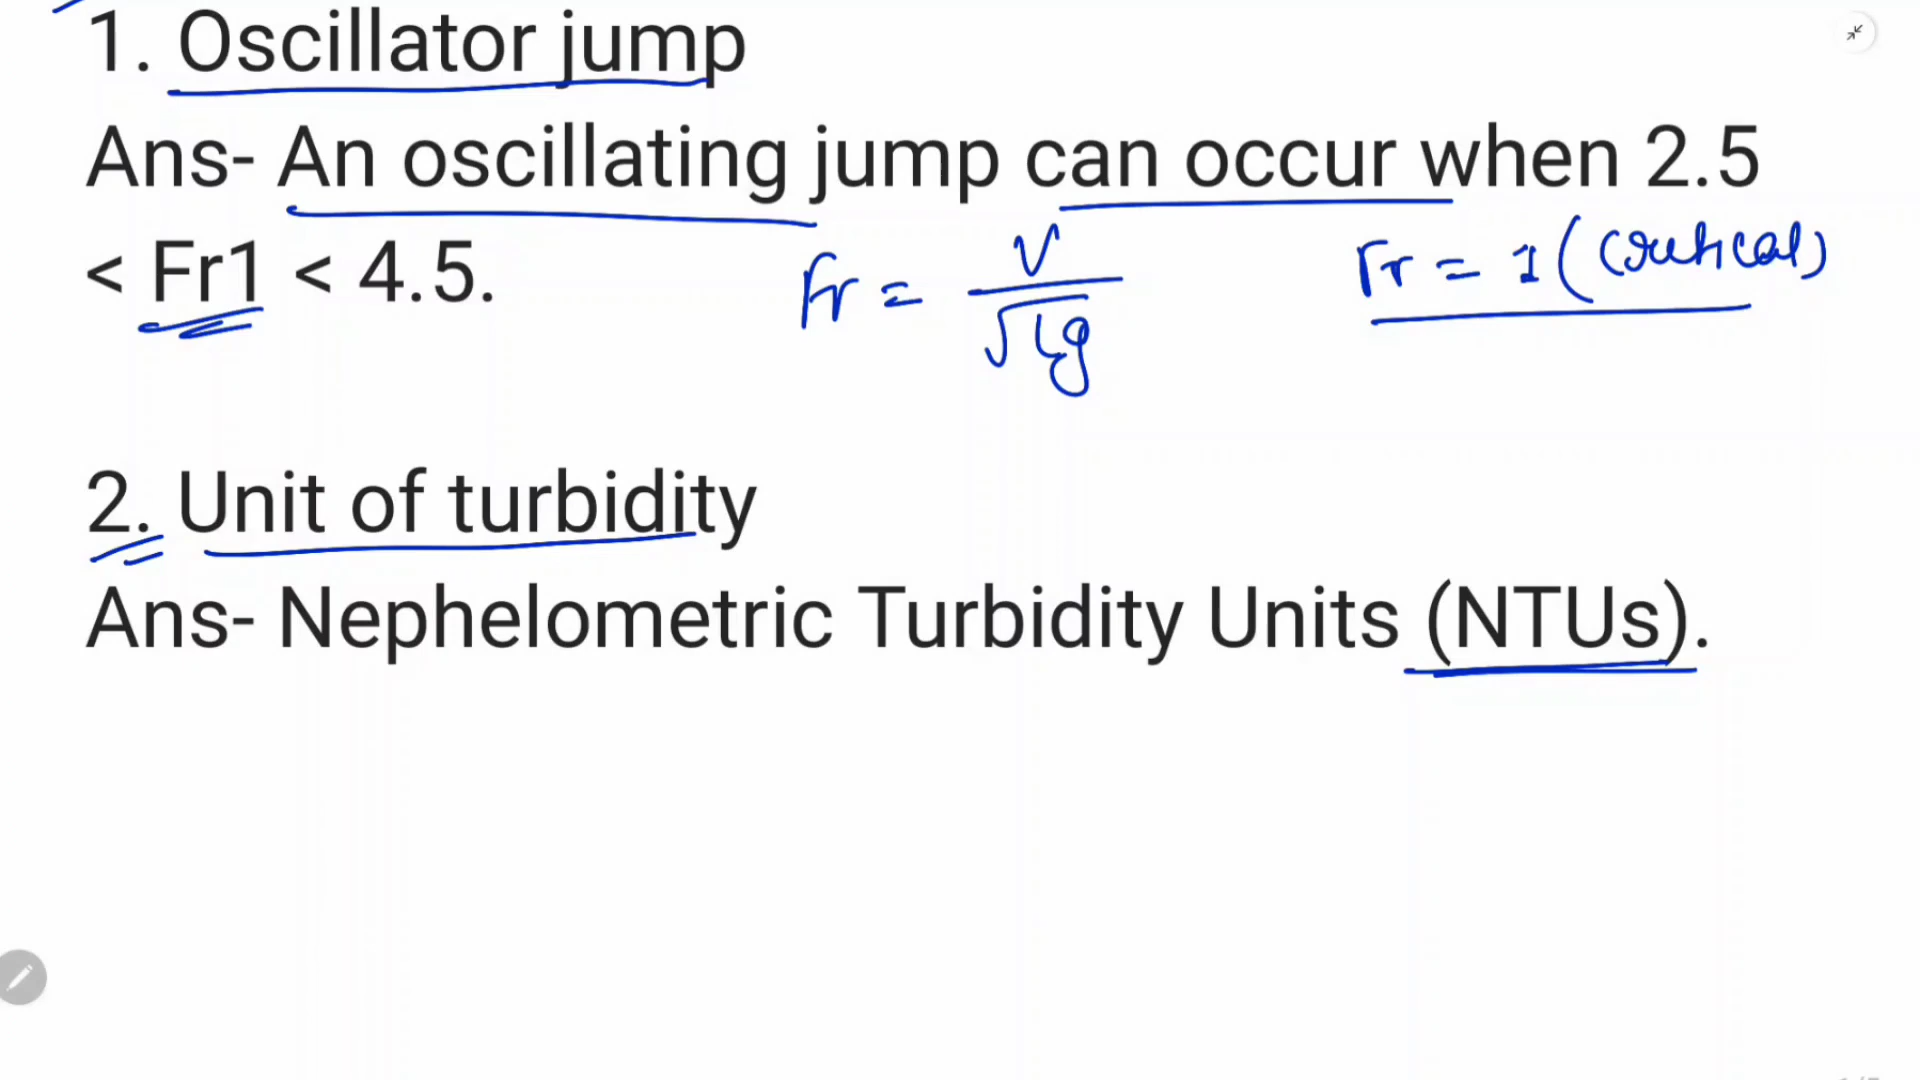 1. Oscillator jump
Ans- An oscillating jump can occur when 2.5
< Fr1 < 4.5.
Fr = V / √Lg
Fr = 1 (critical)
2. Unit of turbidity
Ans- Nephelometric Turbidity Units (NTUs).